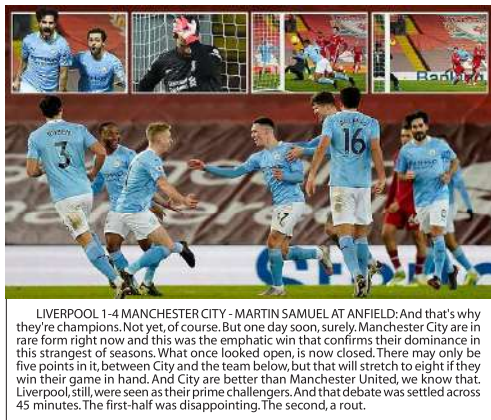 3
16
47
8
LIVERPOOL 1-4 MANCHESTER CITY - MARTIN SAMUEL AT ANFIELD: And that's why
they're champions. Not yet, of course. But one day soon, surely. Manchester City are in
rare form right now and this was the emphatic win that confirms their dominance in
this strangest of seasons. What once looked open, is now closed. There may only be
five points in it, between City and the team below, but that will stretch to eight if they
win their game in hand. And City are better than Manchester United, we know that.
Liverpool, still, were seen as their prime challengers. And that debate was settled over
45 minutes. The first-half was disappointing. The second, a rout.